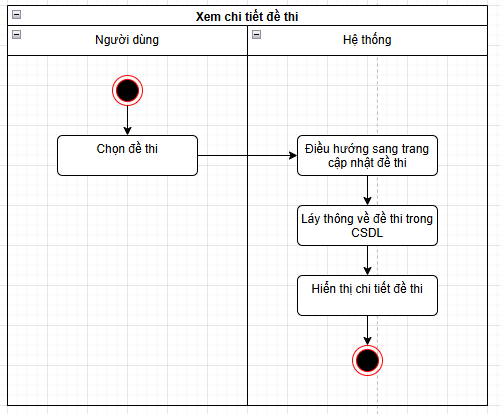 Xem chi tiết đề thi
Người dùng
Hệ thống
Chọn đề thi
Điều hướng sang trang
cập nhật đề thi
Láy thông về đề thi trong
CSDL
Hiển thị chi tiết đề thi